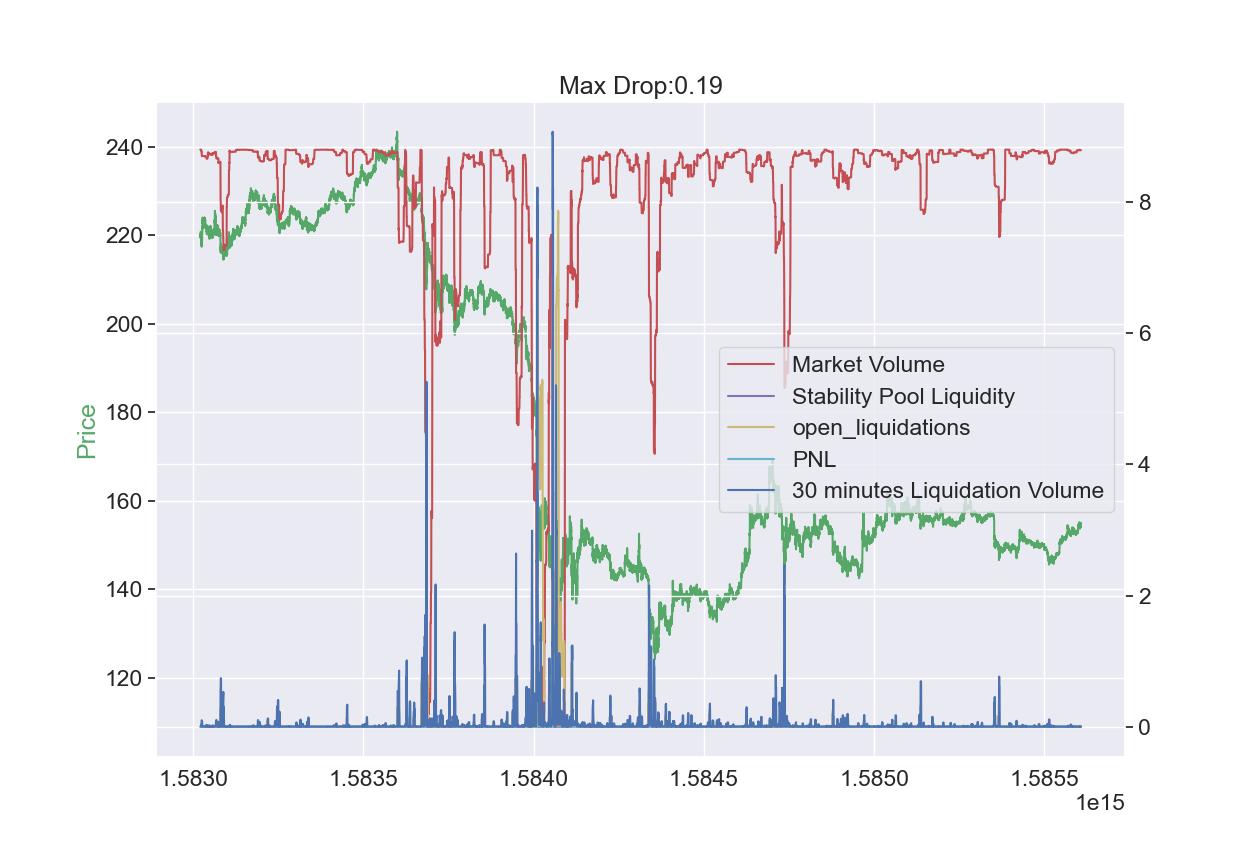 Max Drop:0.19
240
220
200
180
160
140
120
Price
8
6
4
2
0
Market Volume
Stability Pool Liquidity
open_liquidations
PNL
30 minutes Liquidation Volume
1.5830 1.5835 1.5840 1.5845 1.5850 1.5855
1e15